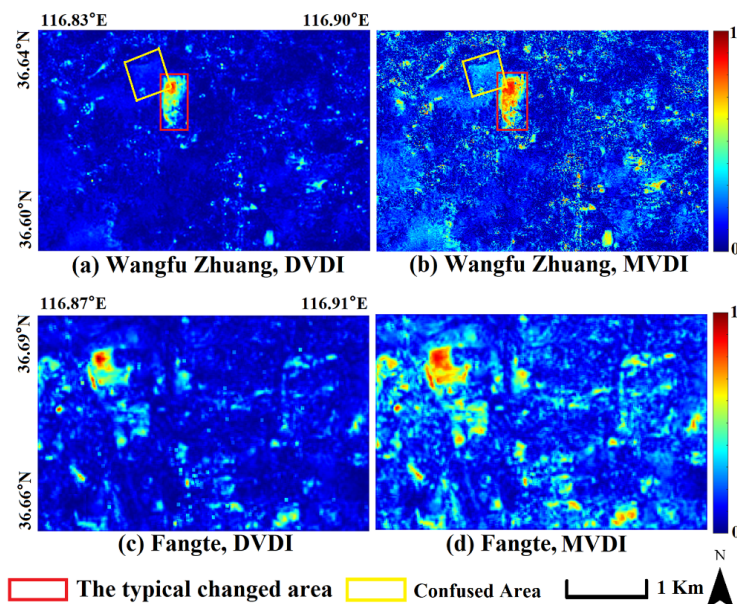 116.83°E 116.90°E
36.64°N
36.60°N
1
0
(a) Wangfu Zhuang, DVDI (b) Wangfu Zhuang, MVDI
116.87°E 116.91°E
36.69°N
36.66°N
1
0
(c) Fangte, DVDI (d) Fangte, MVDI
N
The typical changed area Confused Area 1 Km